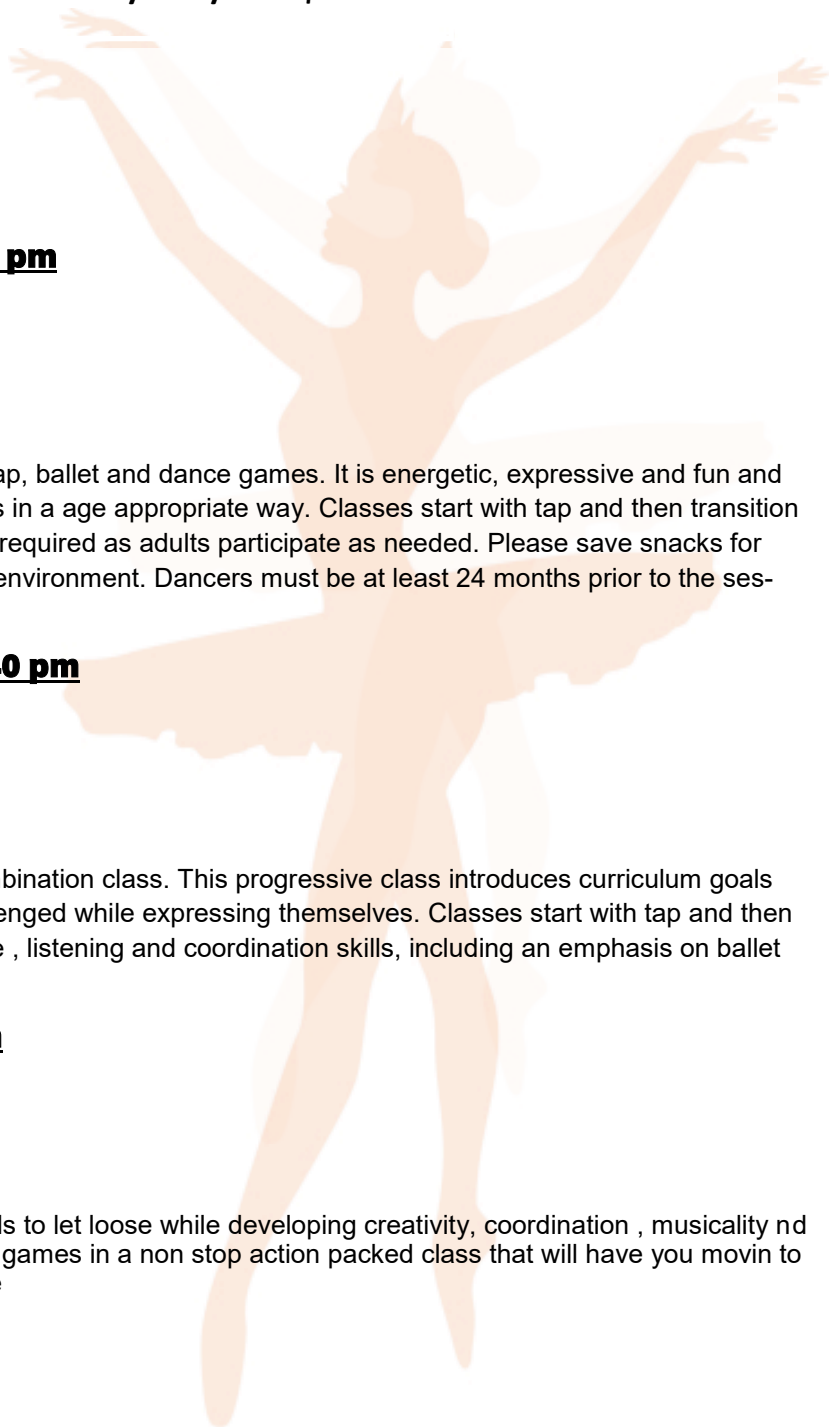 pm
ap, ballet and dance games. It is energetic, expressive and fun and
s in a age appropriate way. Classes start with tap and then transition
required as adults participate as needed. Please save snacks for
environment. Dancers must be at least 24 months prior to the ses-
0 pm
bination class. This progressive class introduces curriculum goals
enged while expressing themselves. Classes start with tap and then
e , listening and coordination skills, including an emphasis on ballet
ls to let loose while developing creativity, coordination , musicality nd
games in a non stop action packed class that will have you movin to
e